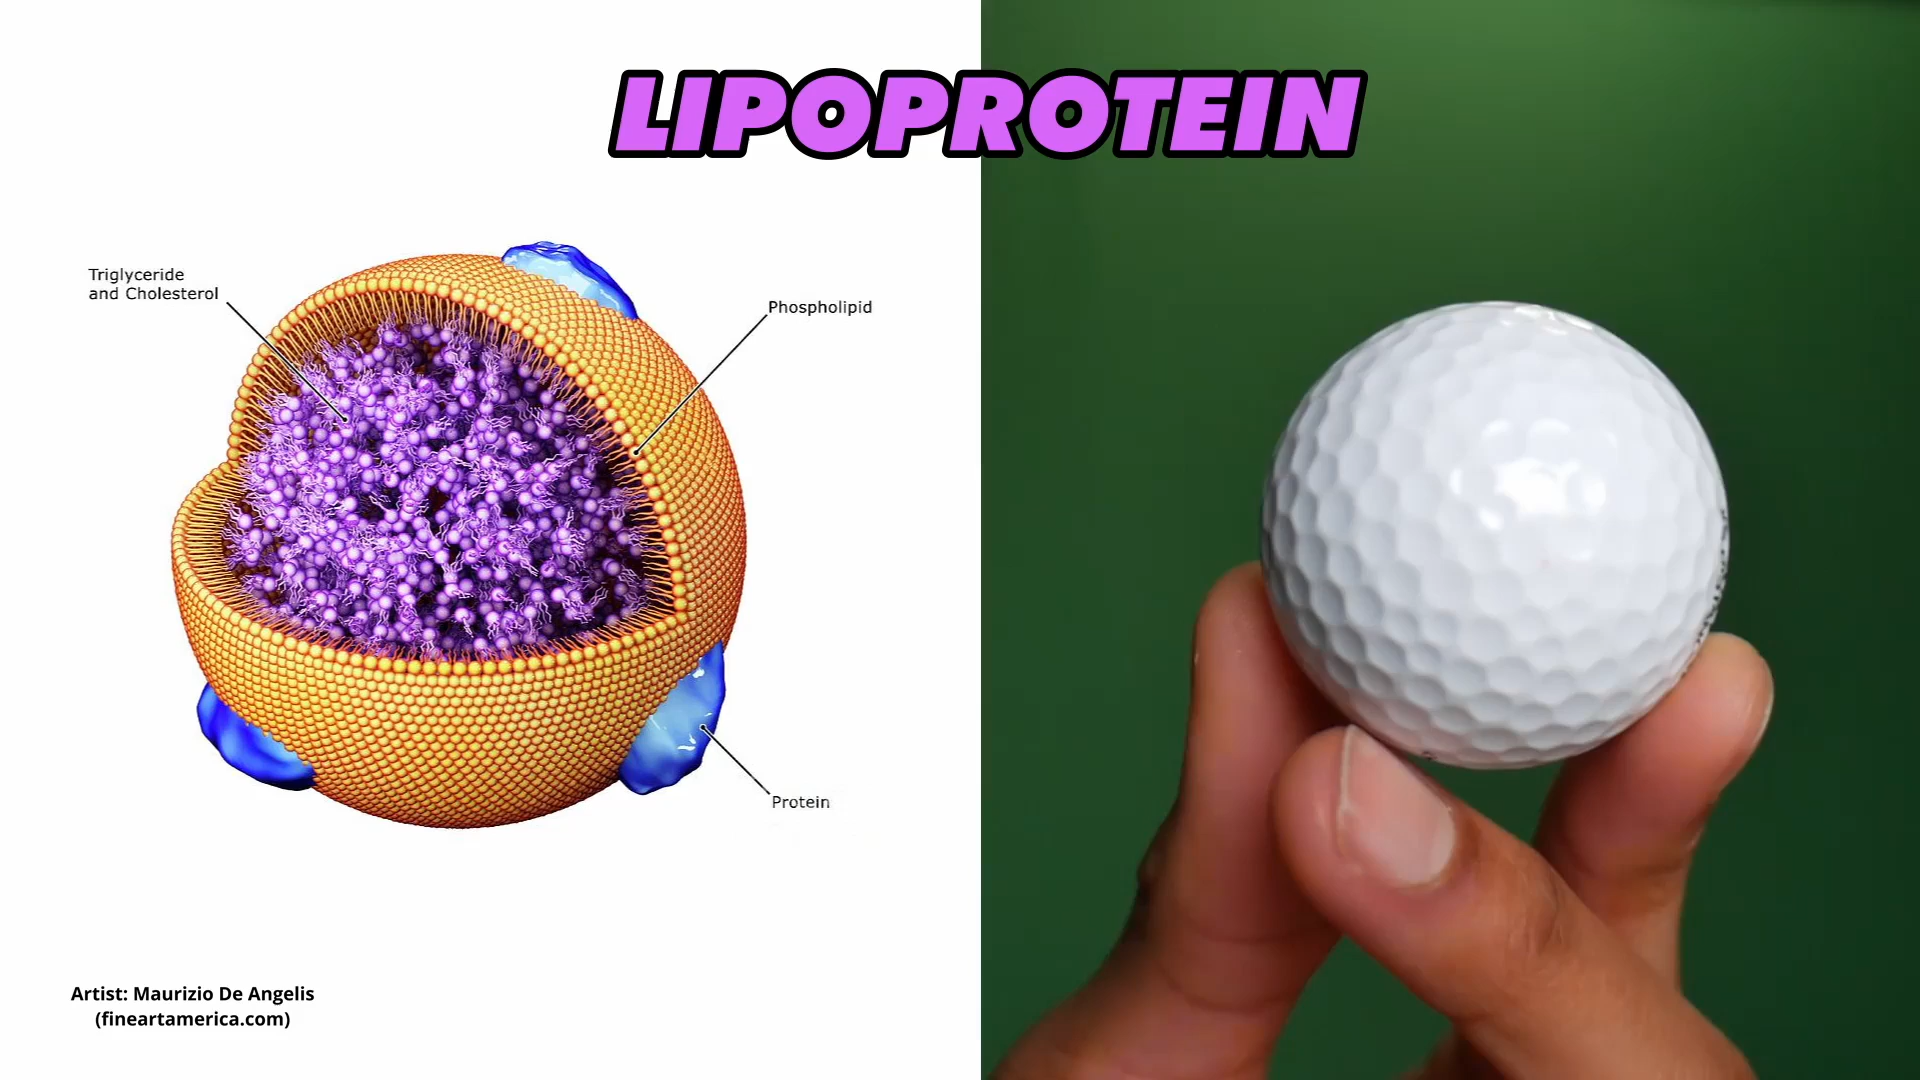 LIPOPROTEIN
Triglyceride
and Cholesterol
Phospholipid
Protein
Artist: Maurizio De Angelis
(fineartamerica.com)